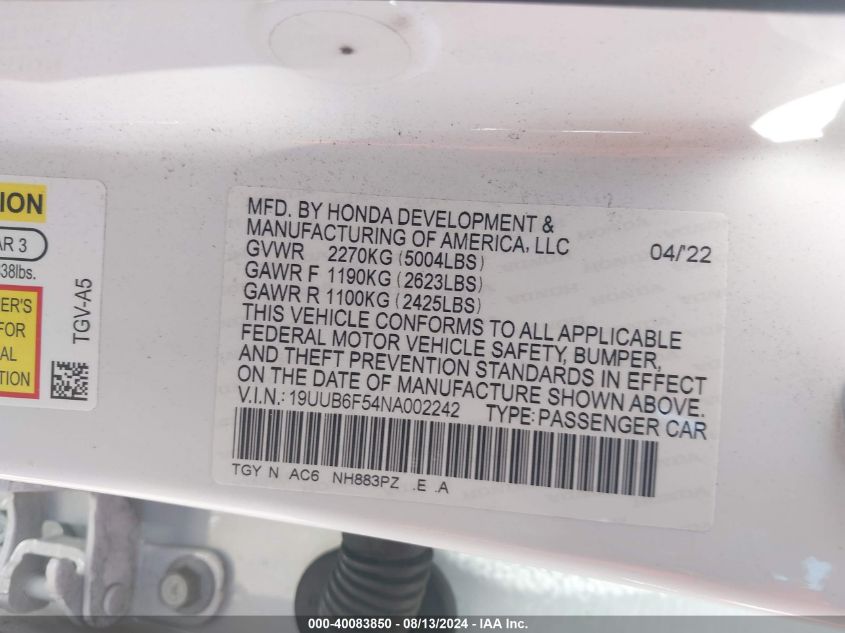 ION
AR 3
38lbs.
ER'S
FOR
AL
TION
TGV-A5
MFD. BY HONDA DEVELOPMENT &
MANUFACTURING OF AMERICA, LLC
GVWR 2270KG (5004LBS) 04/'22
GAWR F 1190KG (2623LBS)
GAWR R 1100KG (2425LBS)
THIS VEHICLE CONFORMS TO ALL APPLICABLE
FEDERAL MOTOR VEHICLE SAFETY, BUMPER,
AND THEFT PREVENTION STANDARDS IN EFFECT
ON THE DATE OF MANUFACTURE SHOWN ABOVE.
V.I.N.: 19UUB6F54NA002242 TYPE: PASSENGER CAR
TGY N AC6 NH883PZ .E .A
000-40083850 - 08/13/2024 - IAA Inc.